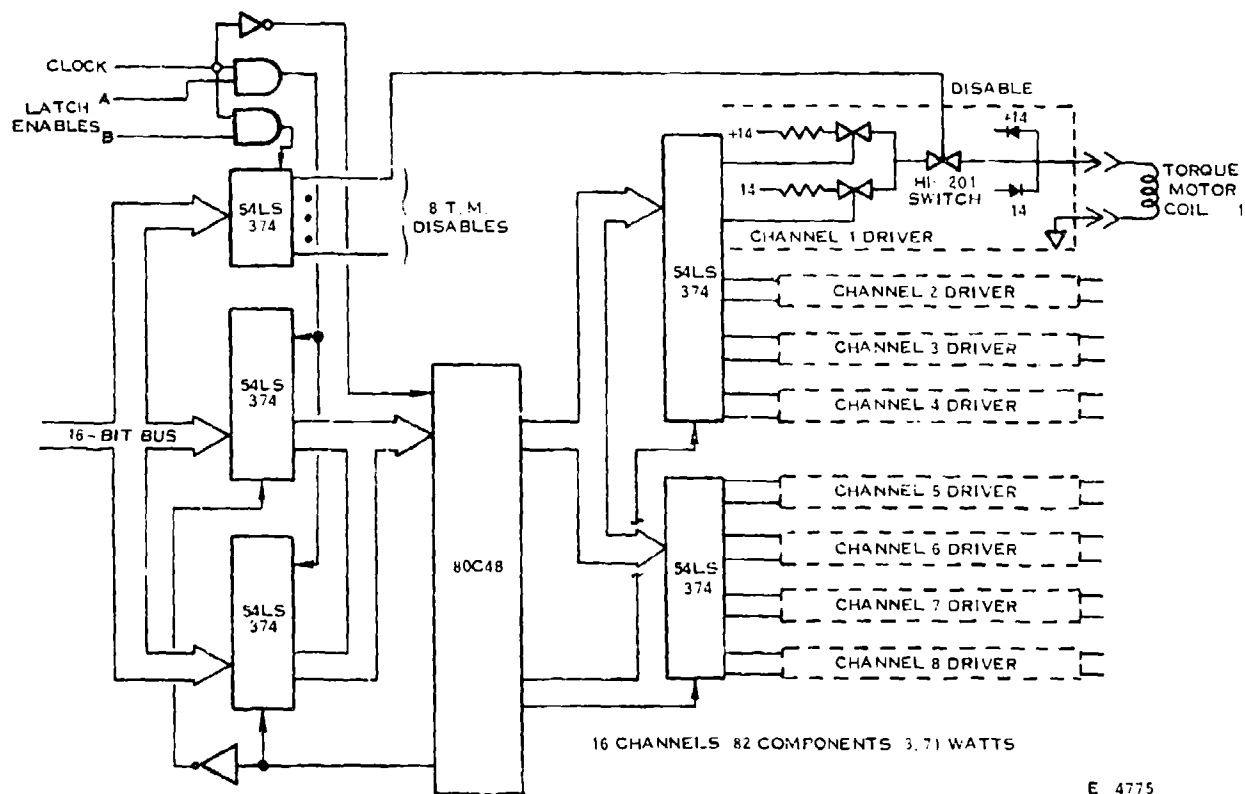 CLOCK
LATCH ENABLES
A
B
54LS 374
8 T. M. DISABLES
54LS 374
16-BIT BUS
54LS 374
80C48
54LS 374
54LS 374
DISABLE
+14
14
HI- 201 SWITCH
+14
14
CHANNEL 1 DRIVER
TORQUE MOTOR COIL 1
CHANNEL 2 DRIVER
CHANNEL 3 DRIVER
CHANNEL 4 DRIVER
CHANNEL 5 DRIVER
CHANNEL 6 DRIVER
CHANNEL 7 DRIVER
CHANNEL 8 DRIVER
16 CHANNELS 82 COMPONENTS 3.71 WATTS
E 4775